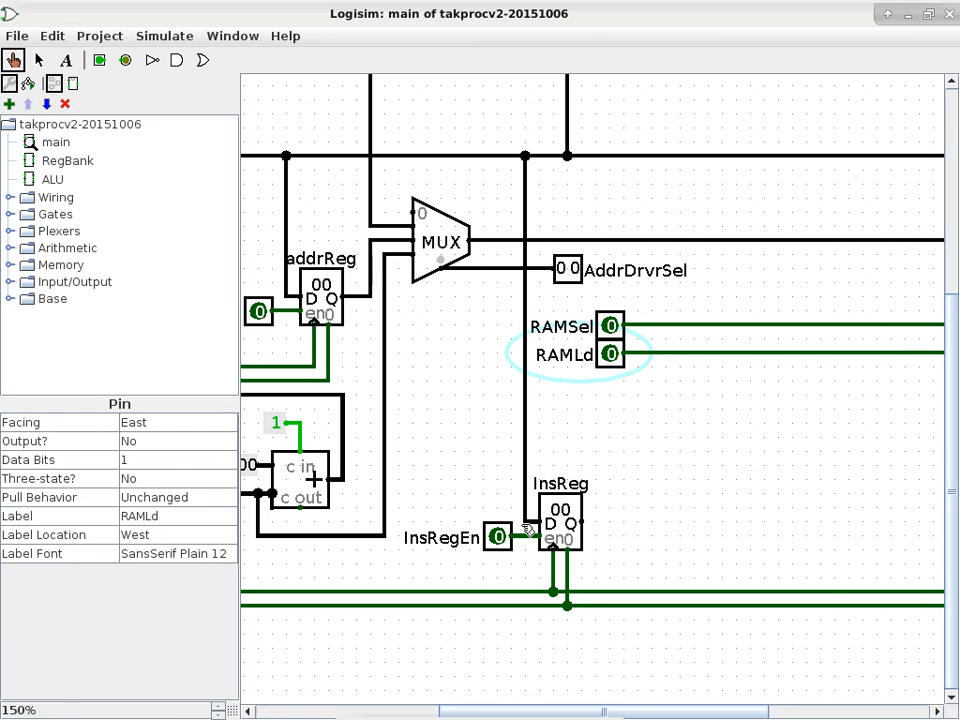 Logisim: main of takprocv2-20151006
File Edit Project Simulate Window Help
A
takprocv2-20151006
main
RegBank
ALU
Wiring
Gates
Plexers
Arithmetic
Memory
Input/Output
Base
Pin
Facing East
Output? No
Data Bits 1
Three-state? No
Pull Behavior Unchanged
Label RAMLd
Label Location West
Label Font SansSerif Plain 12
150%
0
MUX
addrReg
00
D Q
en0
0
0 0 AddrDrvrSel
RAMSel 0
RAMLd 0
1
c in
00
c out
InsReg
00
D Q
en0
InsRegEn 0